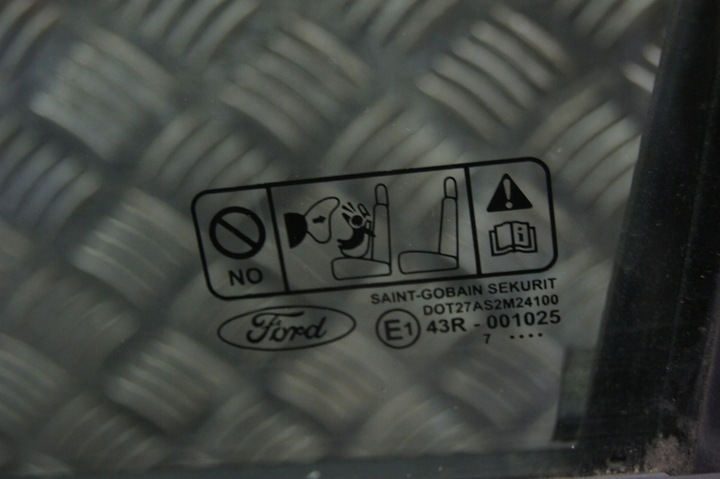 NO
SAINT-GOBAIN SEKURIT
DOT27AS2M24100
Ford
E1 43R - 001025
7 ....